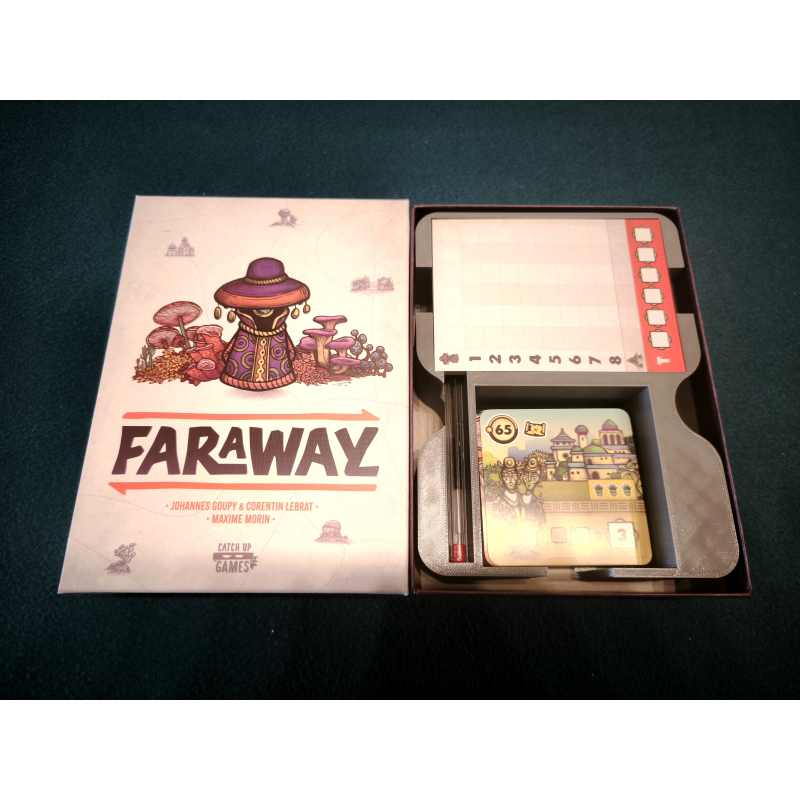 FARAWAY
· JOHANNES GOUPY & CORENTIN LEBRAT ·
· MAXIME MORIN ·
CATCH UP
GAMES
1
2
3
4
5
6
7
8
T
65
3